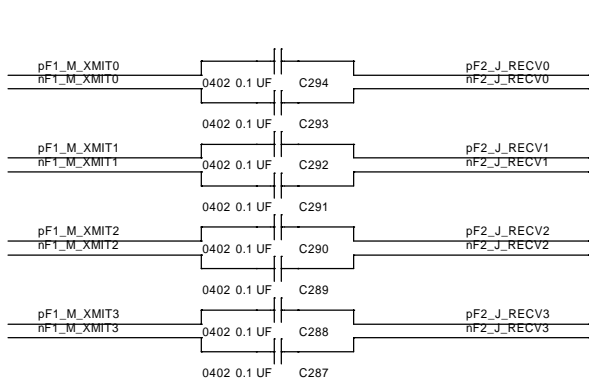 pF1_M_XMIT0 pF2_J_RECV0
nF1_M_XMIT0 0402 0.1 UF C294 nF2_J_RECV0
0402 0.1 UF C293
pF1_M_XMIT1 pF2_J_RECV1
nF1_M_XMIT1 0402 0.1 UF C292 nF2_J_RECV1
0402 0.1 UF C291
pF1_M_XMIT2 pF2_J_RECV2
nF1_M_XMIT2 0402 0.1 UF C290 nF2_J_RECV2
0402 0.1 UF C289
pF1_M_XMIT3 pF2_J_RECV3
nF1_M_XMIT3 0402 0.1 UF C288 nF2_J_RECV3
0402 0.1 UF C287